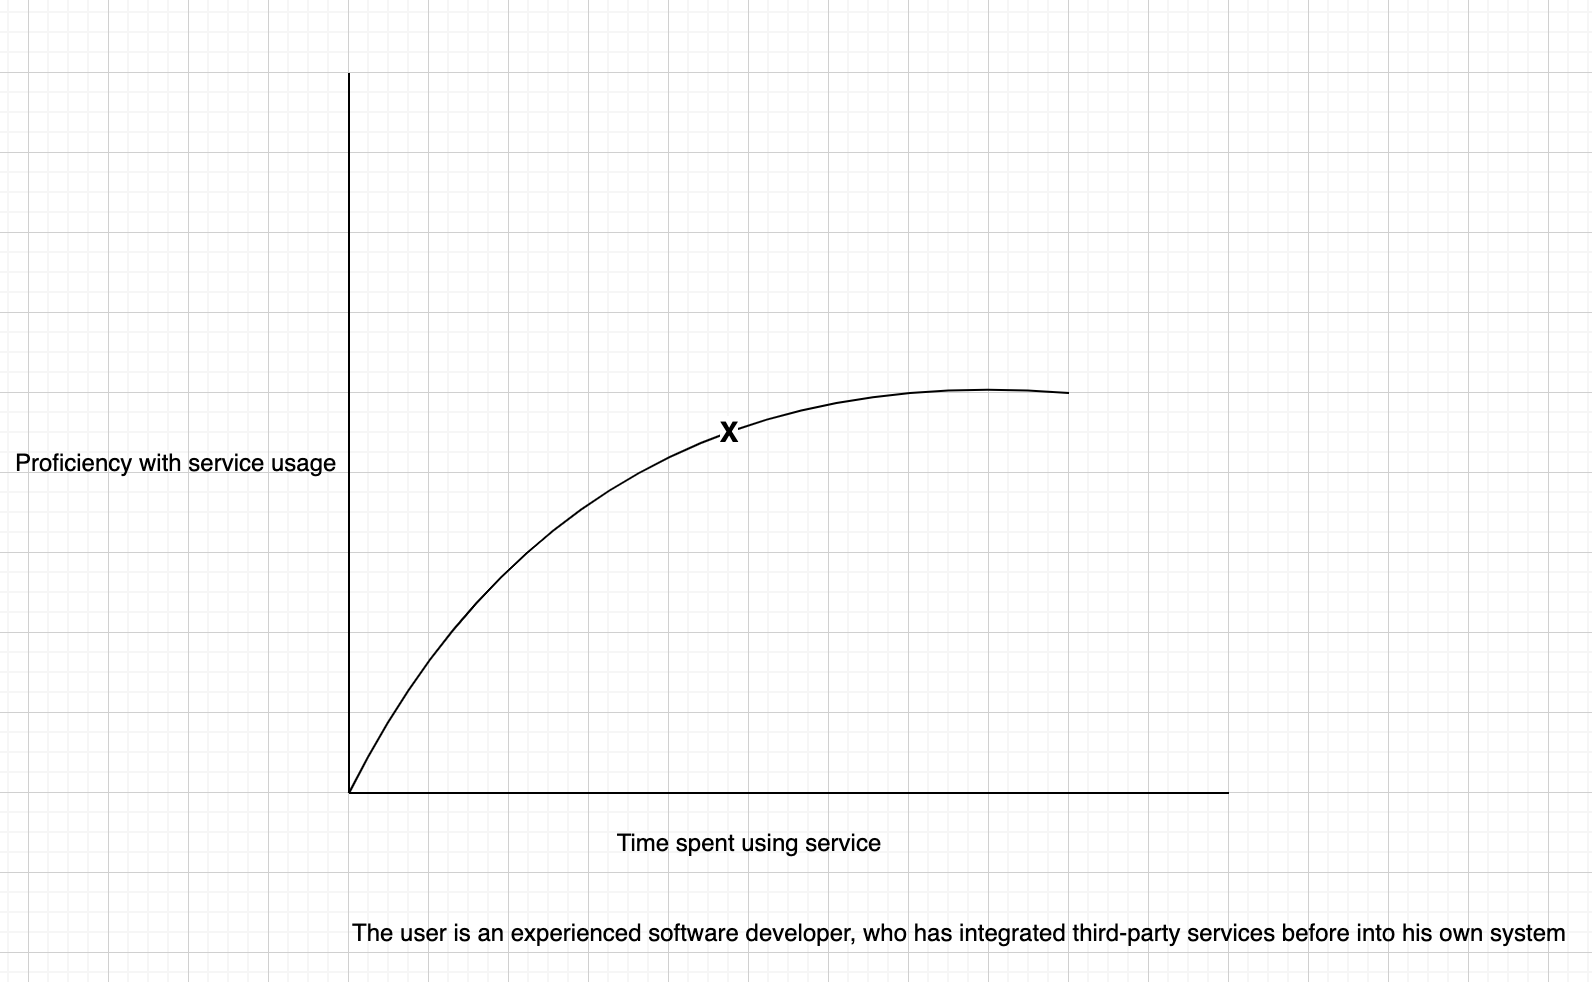 X
Proficiency with service usage
Time spent using service
The user is an experienced software developer, who has integrated third-party services before into his own system